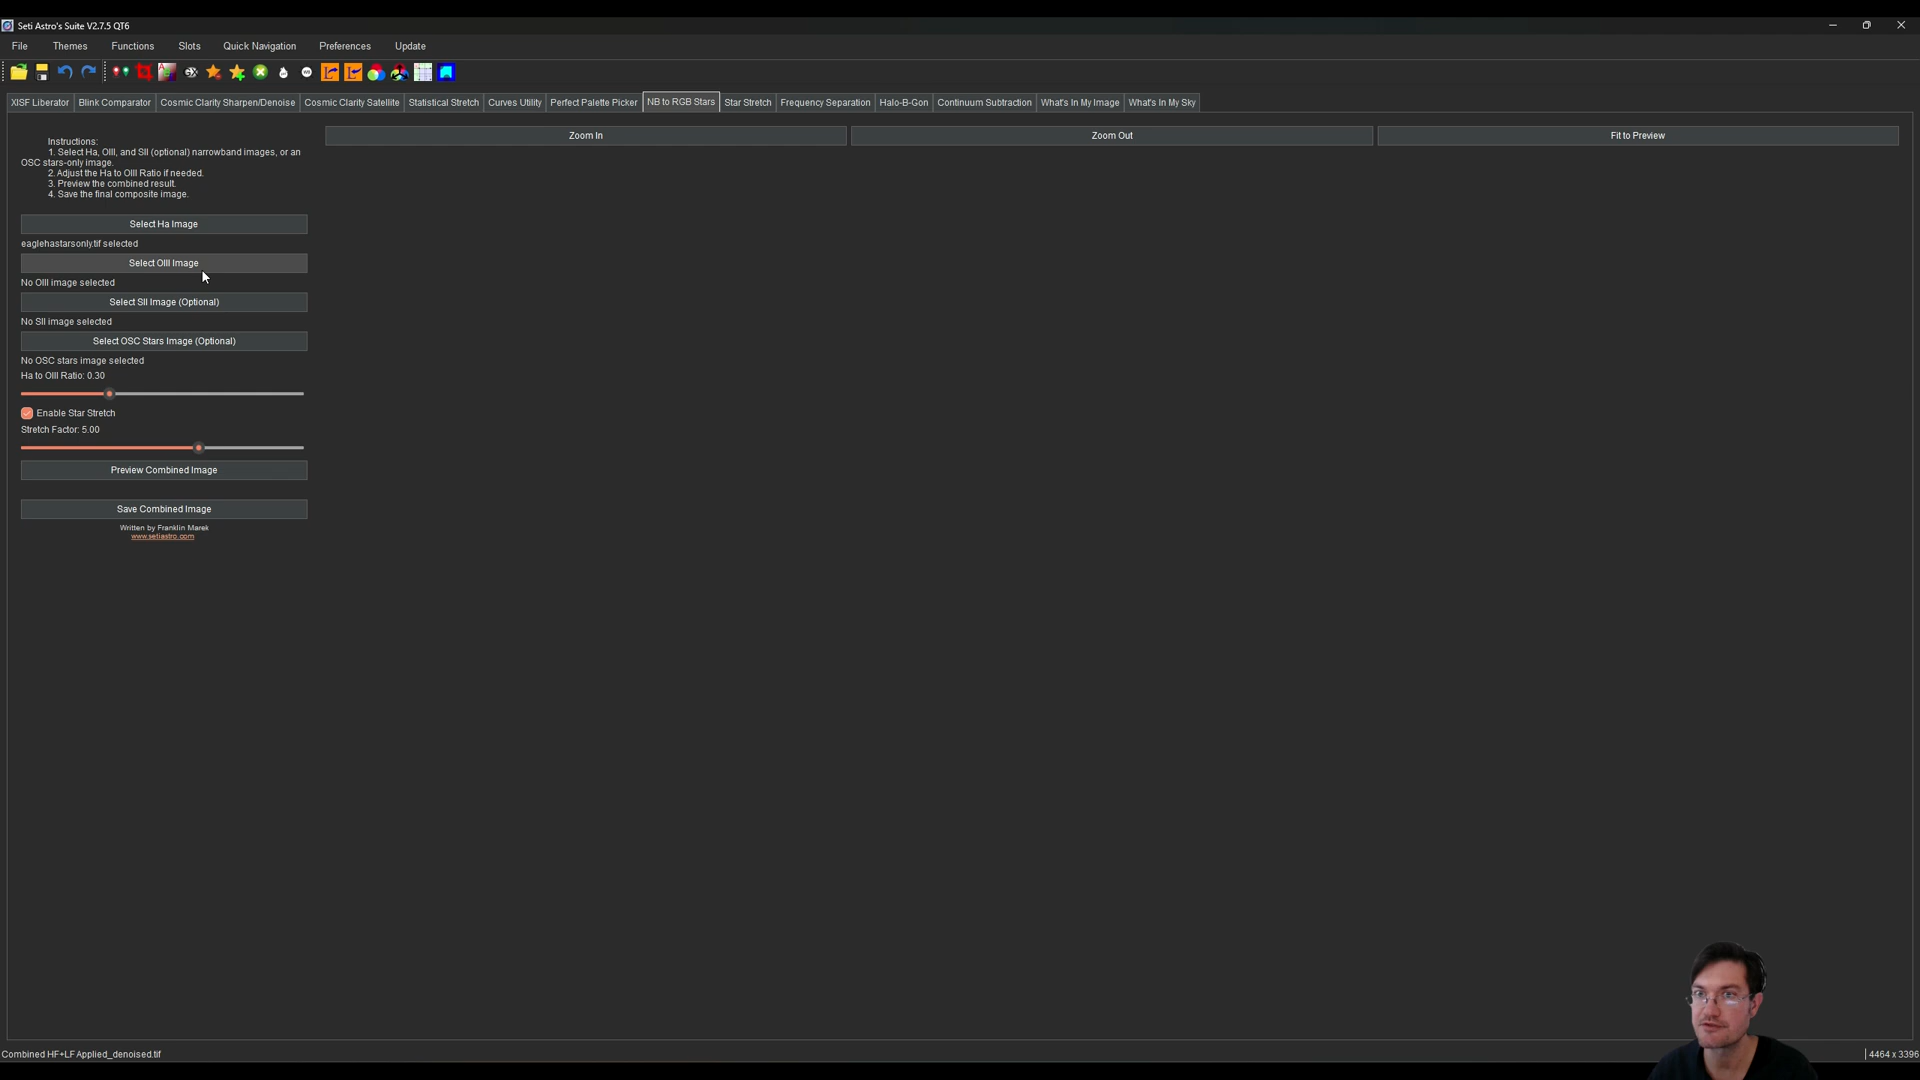 Seti Astro's Suite V2.7.5 QT6
File Themes Functions Slots Quick Navigation Preferences Update
XISF Liberator Blink Comparator Cosmic Clarity Sharpen/Denoise Cosmic Clarity Satellite Statistical Stretch Curves Utility Perfect Palette Picker NB to RGB Stars Star Stretch Frequency Separation Halo-B-Gon Continuum Subtraction What's In My Image What's In My Sky
Zoom In Zoom Out Fit to Preview
Instructions:
1. Select Ha, OIII, and SII (optional) narrowband images, or an
OSC stars-only image.
2. Adjust the Ha to OIII Ratio if needed.
3. Preview the combined result.
4. Save the final composite image.
Select Ha Image
eaglehastarsonly.tif selected
Select OIII Image
No OIII image selected
Select SII Image (Optional)
No SII image selected
Select OSC Stars Image (Optional)
No OSC stars image selected
Ha to OIII Ratio: 0.30
Enable Star Stretch
Stretch Factor: 5.00
Preview Combined Image
Save Combined Image
Written by Franklin Marek
www.setiastro.com
Combined HF+LF Applied_denoised.tif
4464 x 3396